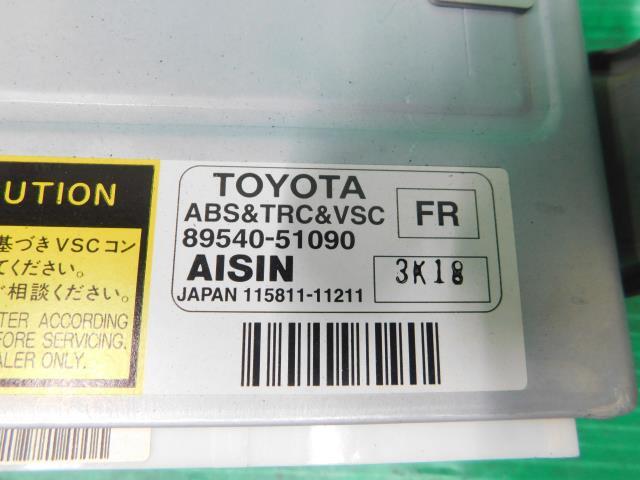 UTION
基づきVSCコン
てください。
ご相談ください。
TER ACCORDING
FORE SERVICING,
ALER ONLY.
TOYOTA
ABS&TRC&VSC
FR
89540-51090
AISIN
3K18
JAPAN 115811-11211